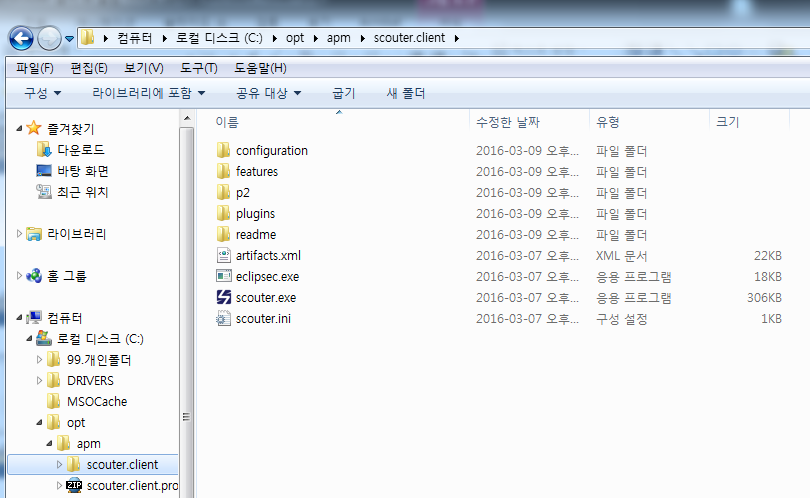 컴퓨터 로컬 디스크 (C:) opt apm scouter.client
파일(F) 편집(E) 보기(V) 도구(T) 도움말(H)
구성 라이브러리에 포함 공유 대상 굽기 새 폴더
이름 수정한 날짜 유형 크기
configuration 2016-03-09 오후... 파일 폴더
features 2016-03-09 오후... 파일 폴더
p2 2016-03-09 오후... 파일 폴더
plugins 2016-03-09 오후... 파일 폴더
readme 2016-03-09 오후... 파일 폴더
artifacts.xml 2016-03-07 오후... XML 문서 22KB
eclipsec.exe 2016-03-07 오후... 응용 프로그램 18KB
scouter.exe 2016-03-07 오후... 응용 프로그램 306KB
scouter.ini 2016-03-07 오후... 구성 설정 1KB
즐겨찾기
다운로드
바탕 화면
최근 위치
라이브러리
홈 그룹
컴퓨터
로컬 디스크 (C:)
99.개인폴더
DRIVERS
MSOCache
opt
apm
scouter.client
ZIP scouter.client.pro